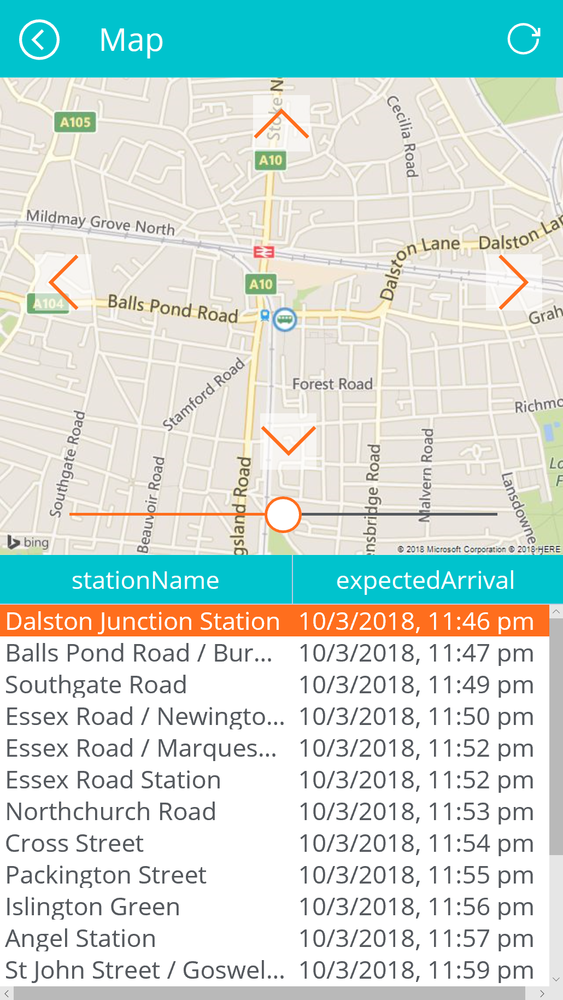 Map
Stoke N
Cecilia Road
A105
A10
Mildmay Grove North
Dalston Lane
Dalston Lan
Dalston Lane
A10
A104
Balls Pond Road
Grah
Stamford Road
Forest Road
Richmo
Southgate Road
Beauvoir Road
gsland Road
ensbridge Road
Malvern Road
Lansdowne
Lo
F
bing
© 2018 Microsoft Corporation © 2018 HERE
stationName expectedArrival
Dalston Junction Station 10/3/2018, 11:46 pm
Balls Pond Road / Bur... 10/3/2018, 11:47 pm
Southgate Road 10/3/2018, 11:49 pm
Essex Road / Newingto... 10/3/2018, 11:50 pm
Essex Road / Marques... 10/3/2018, 11:52 pm
Essex Road Station 10/3/2018, 11:52 pm
Northchurch Road 10/3/2018, 11:53 pm
Cross Street 10/3/2018, 11:54 pm
Packington Street 10/3/2018, 11:55 pm
Islington Green 10/3/2018, 11:56 pm
Angel Station 10/3/2018, 11:57 pm
St John Street / Goswel... 10/3/2018, 11:59 pm